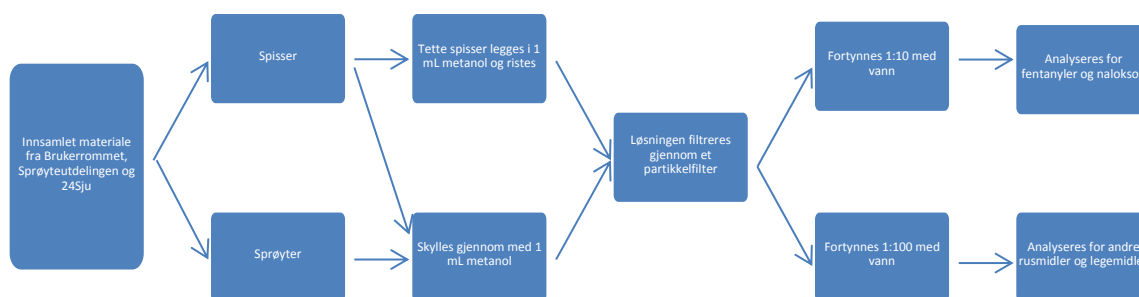 Innsamlet materiale
fra Brukerrommet,
Sprøyteutdelingen og
24Sju
Spisser
Sprøyter
Tette spisser legges i 1
mL metanol og ristes
Skylles gjennom med 1
mL metanol
Løsningen filtreres
gjennom et
partikkelfilter
Fortynnes 1:10 med
vann
Fortynnes 1:100 med
vann
Analyseres for
fentanyler og nalokso
Analyseres for andre
rusmidler og legemidle